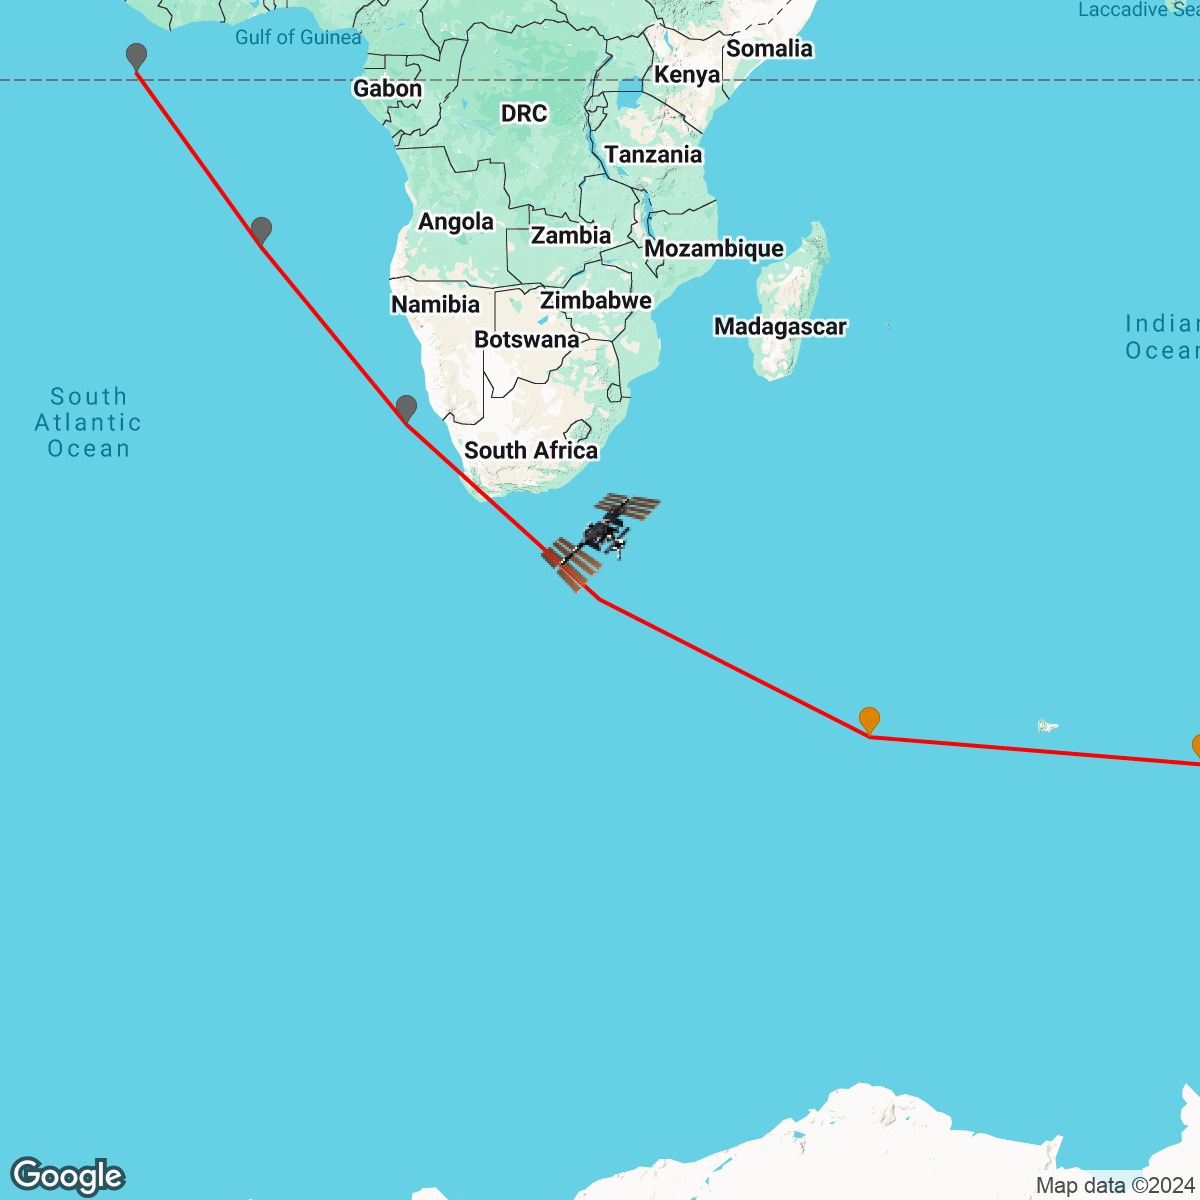 Laccadive Sea
Gulf of Guinea
Somalia
Kenya
Gabon
DRC
Tanzania
Angola
Zambia
Mozambique
Namibia
Zimbabwe
Botswana
Madagascar
Indian
Ocean
South
Atlantic
Ocean
South Africa
Google
Map data ©2024